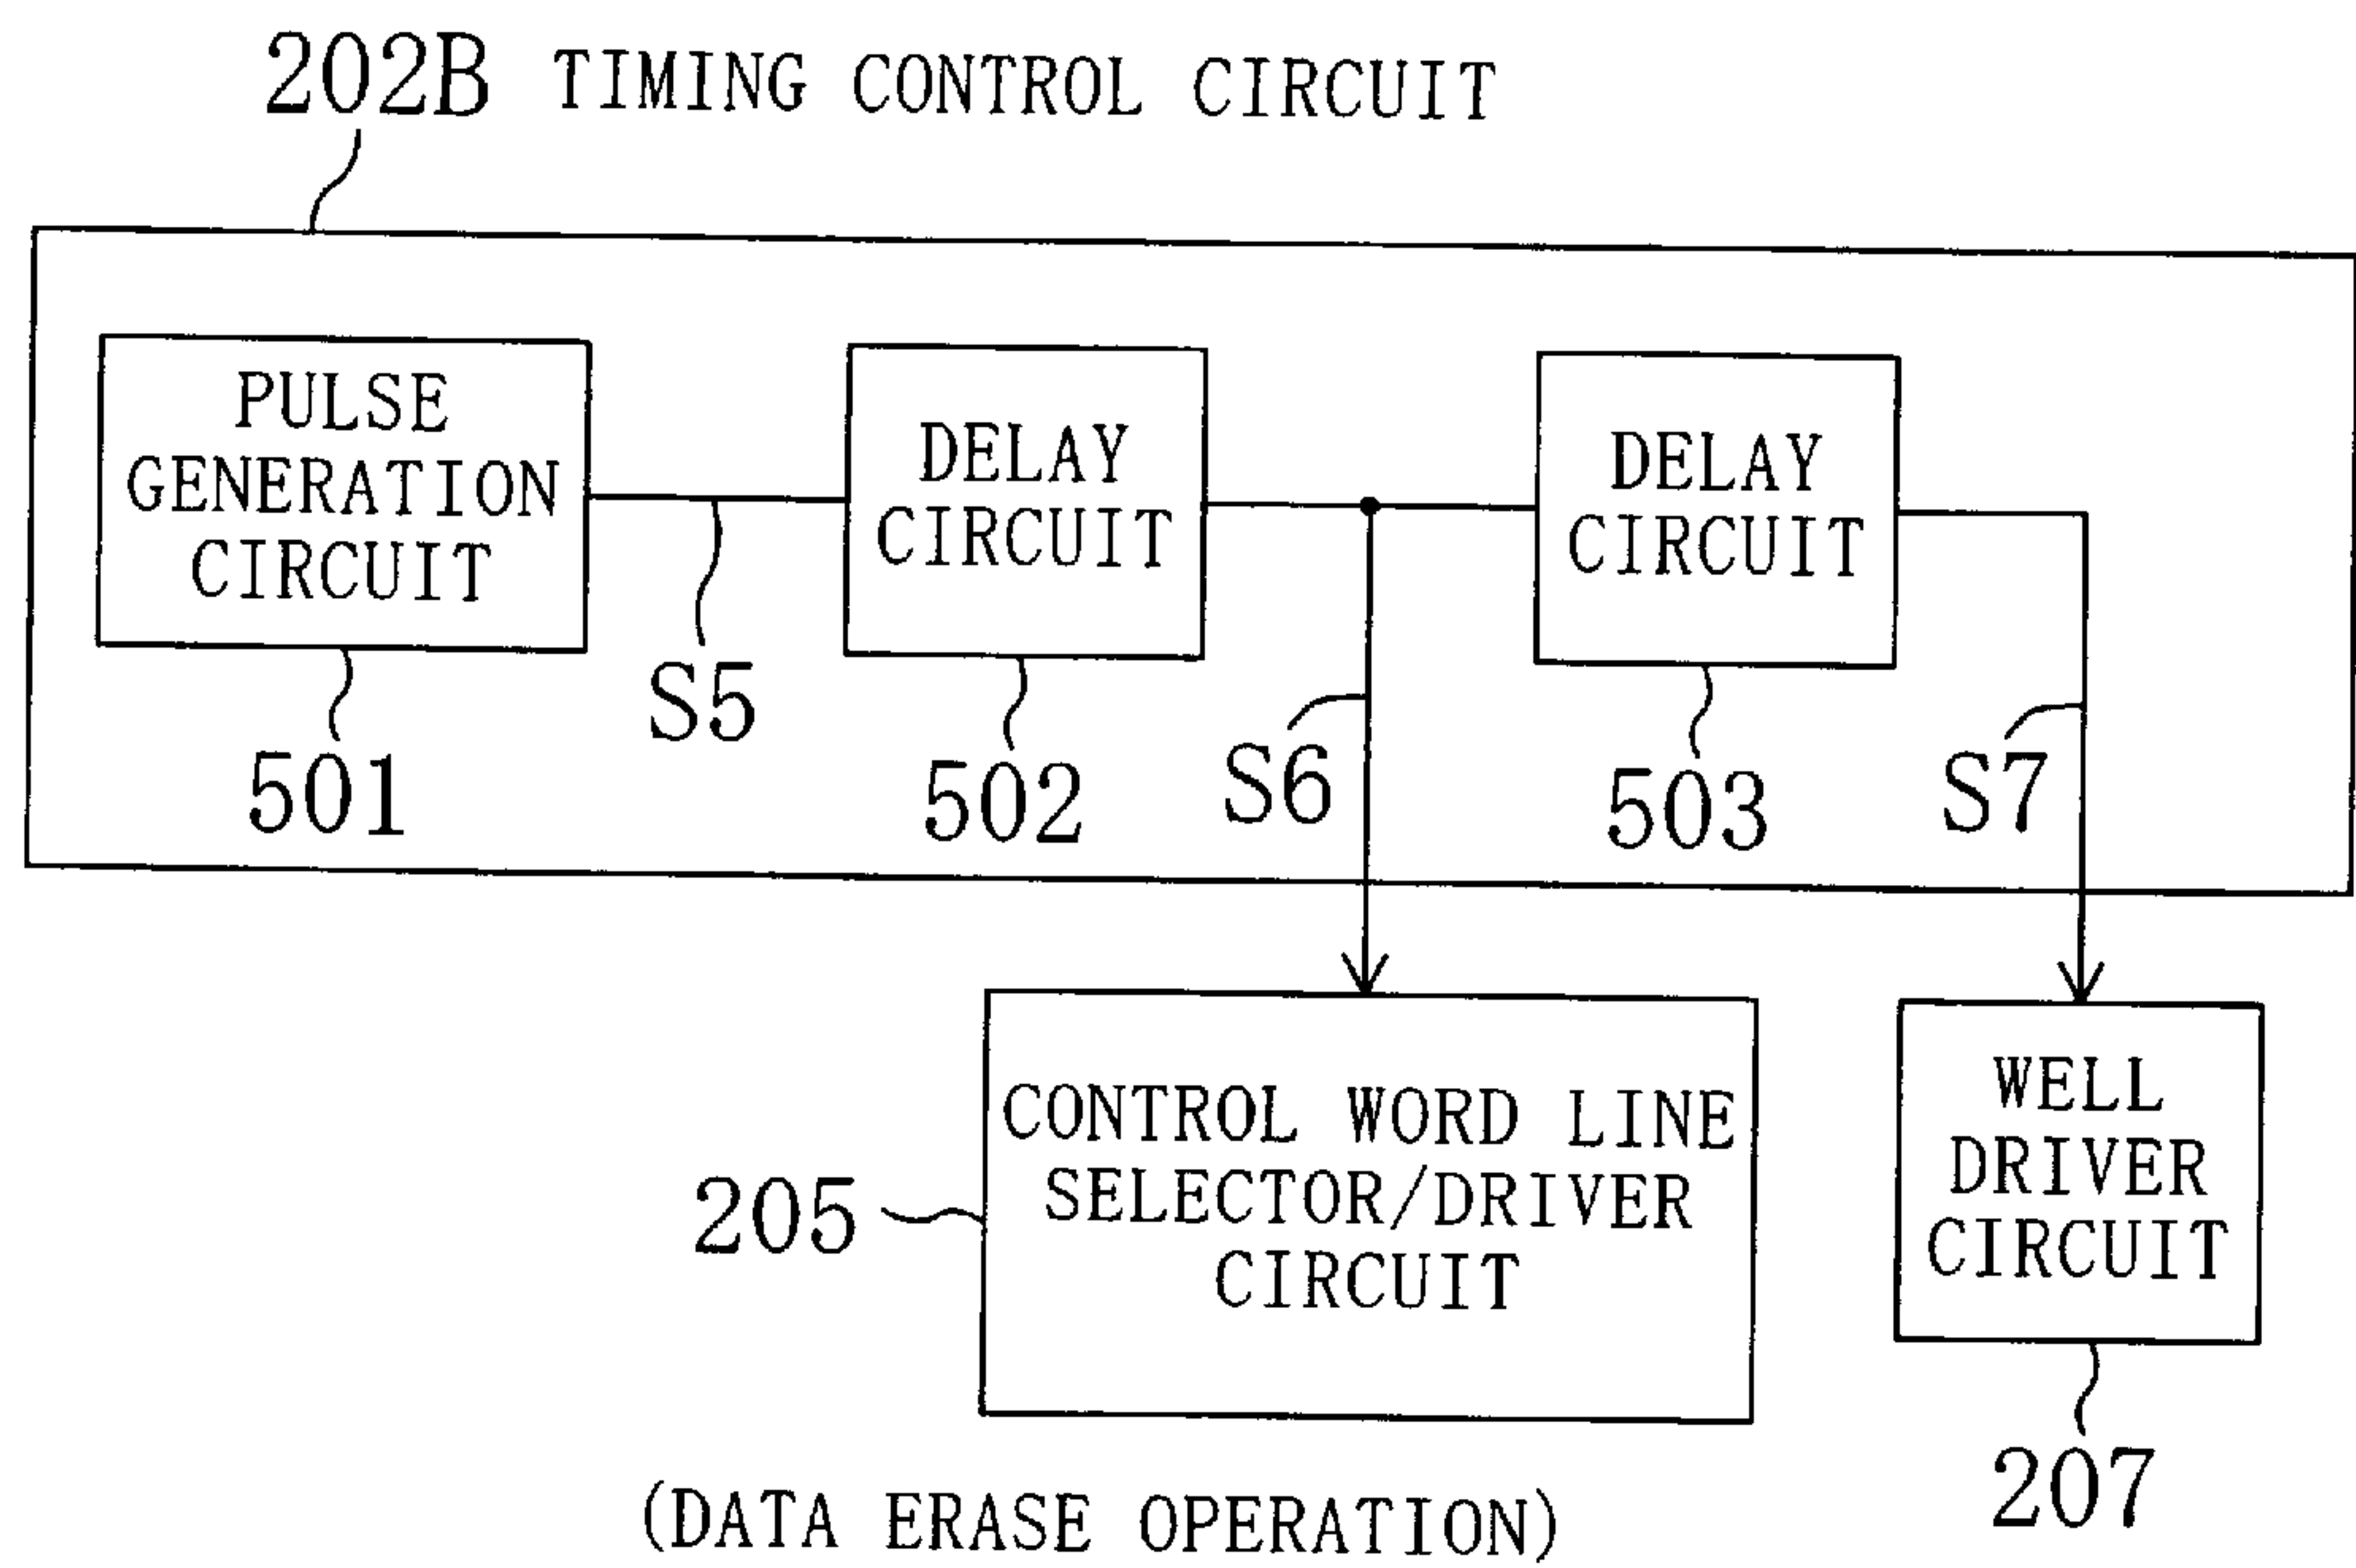 202B TIMING CONTROL CIRCUIT
PULSE
GENERATION
CIRCUIT
501
S5
DELAY
CIRCUIT
502
S6
DELAY
CIRCUIT
503
S7
205
CONTROL WORD LINE
SELECTOR/DRIVER
CIRCUIT
WELL
DRIVER
CIRCUIT
207
(DATA ERASE OPERATION)